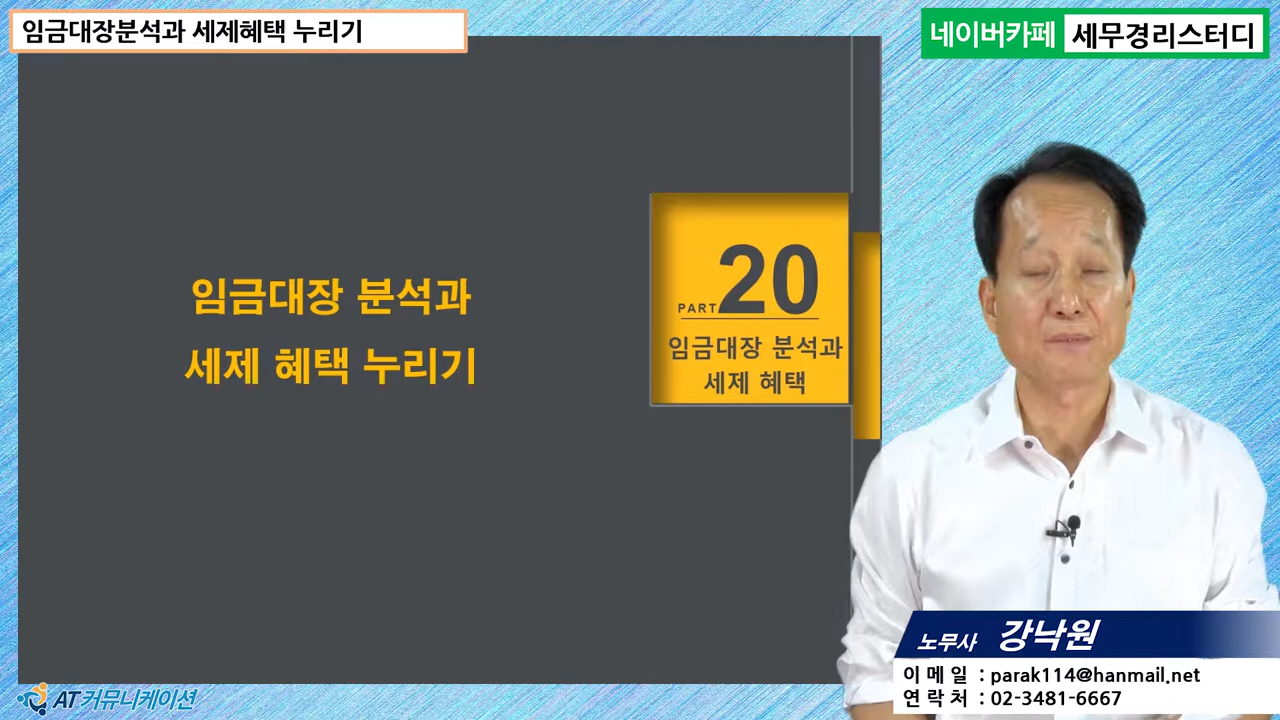 임금대장분석과 세제혜택 누리기
네이버카페 세무경리스터디
임금대장 분석과
세제 혜택 누리기
PART 20
임금대장 분석과
세제 혜택
노무사 강낙원
이 메 일 : parak114@hanmail.net
연 락 처 : 02-3481-6667
AT커뮤니케이션